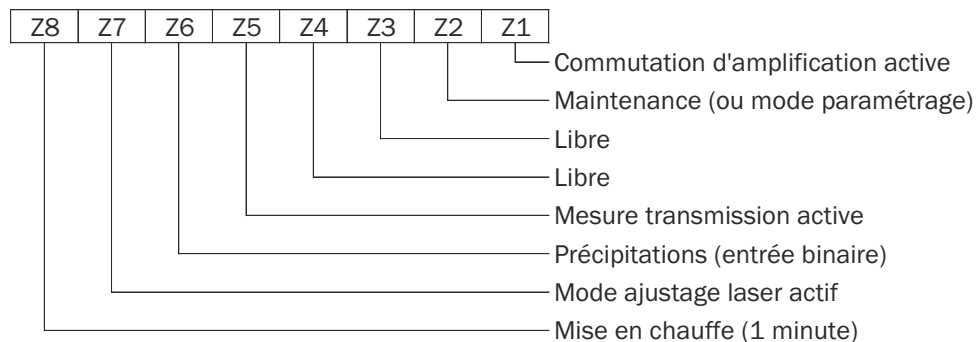 Z8 Z7 Z6 Z5 Z4 Z3 Z2 Z1
Commutation d'amplification active
Maintenance (ou mode paramétrage)
Libre
Libre
Mesure transmission active
Précipitations (entrée binaire)
Mode ajustage laser actif
Mise en chauffe (1 minute)